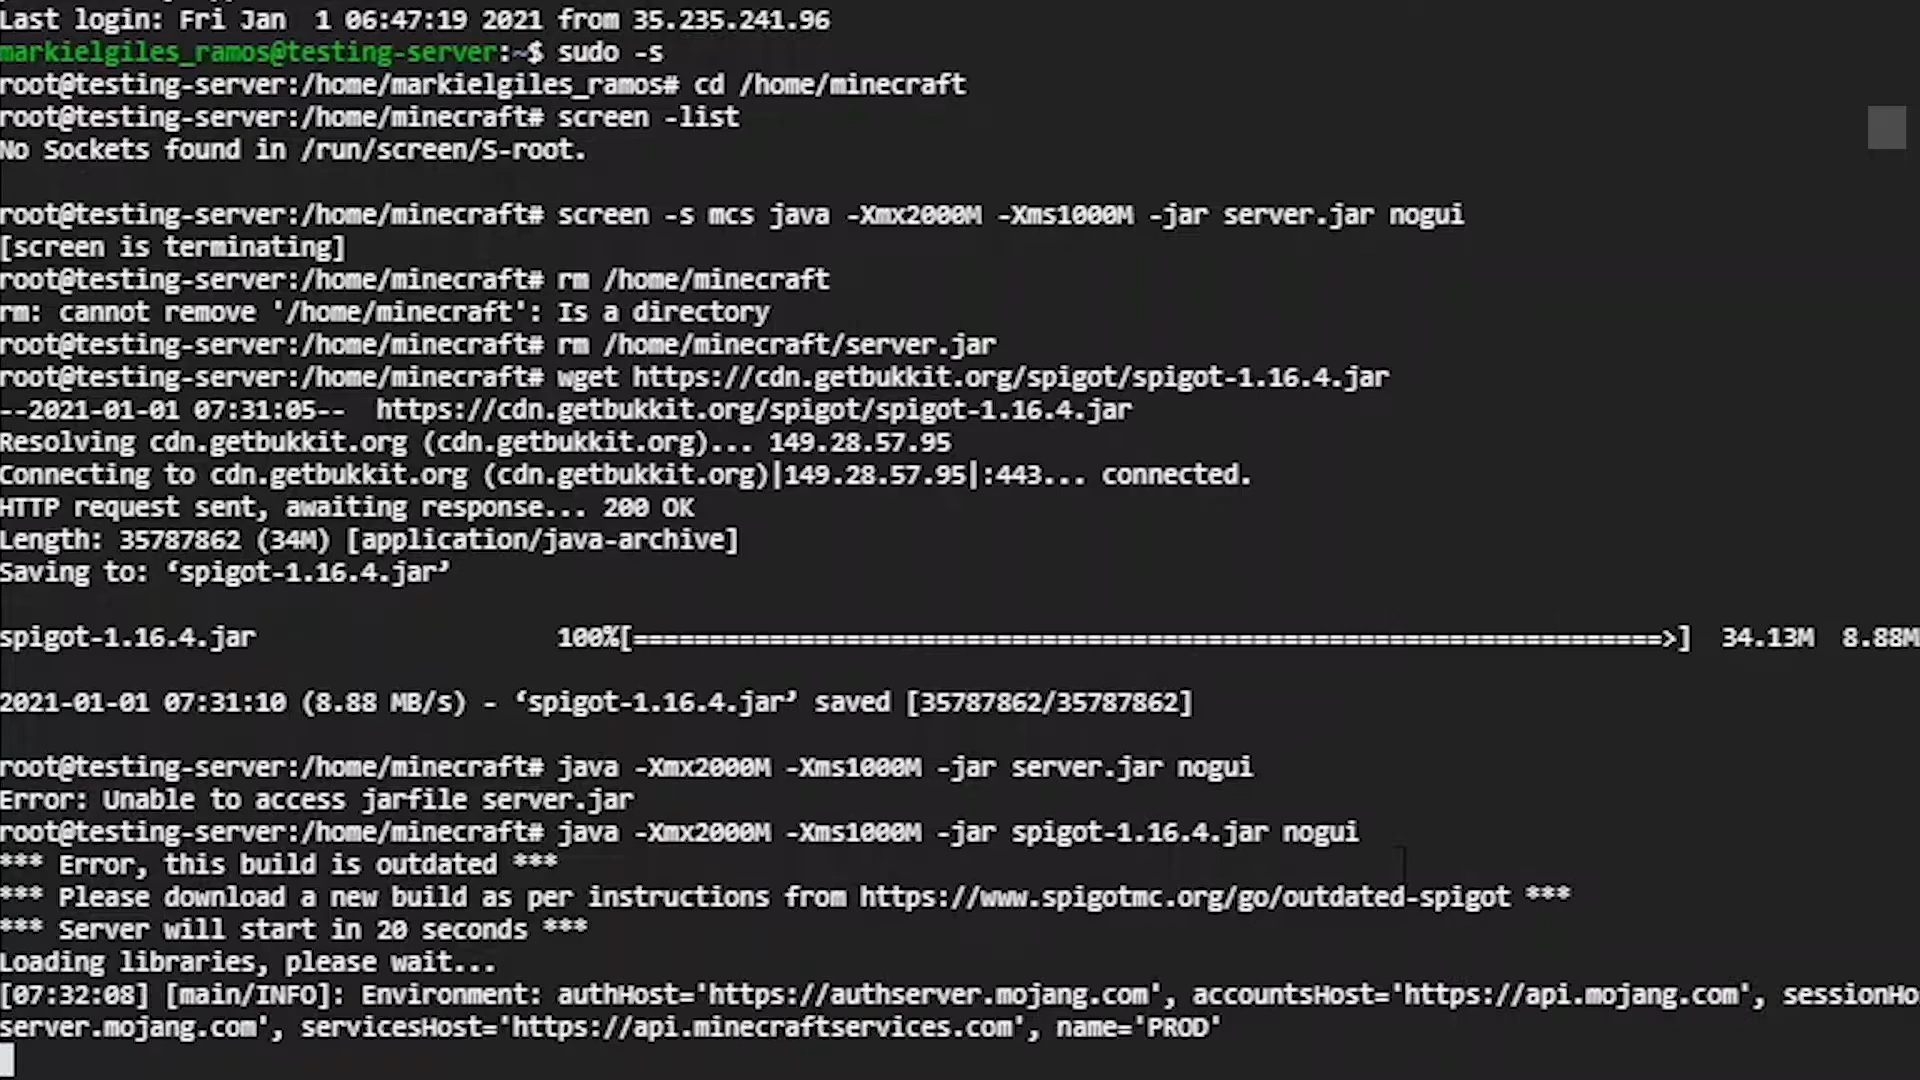 Last login: Fri Jan  1 06:47:19 2021 from 35.235.241.96
markielgiles_ramos@testing-server:~$ sudo -s
root@testing-server:/home/markielgiles_ramos# cd /home/minecraft
root@testing-server:/home/minecraft# screen -list
No Sockets found in /run/screen/S-root.
root@testing-server:/home/minecraft# screen -s mcs java -Xmx2000M -Xms1000M -jar server.jar nogui
[screen is terminating]
root@testing-server:/home/minecraft# rm /home/minecraft
rm: cannot remove '/home/minecraft': Is a directory
root@testing-server:/home/minecraft# rm /home/minecraft/server.jar
root@testing-server:/home/minecraft# wget https://cdn.getbukkit.org/spigot/spigot-1.16.4.jar
--2021-01-01 07:31:05--  https://cdn.getbukkit.org/spigot/spigot-1.16.4.jar
Resolving cdn.getbukkit.org (cdn.getbukkit.org)... 149.28.57.95
Connecting to cdn.getbukkit.org (cdn.getbukkit.org)|149.28.57.95|:443... connected.
HTTP request sent, awaiting response... 200 OK
Length: 35787862 (34M) [application/java-archive]
Saving to: ‘spigot-1.16.4.jar’
spigot-1.16.4.jar                    100%[====================================================================>]  34.13M  8.88M
2021-01-01 07:31:10 (8.88 MB/s) - ‘spigot-1.16.4.jar’ saved [35787862/35787862]
root@testing-server:/home/minecraft# java -Xmx2000M -Xms1000M -jar server.jar nogui
Error: Unable to access jarfile server.jar
root@testing-server:/home/minecraft# java -Xmx2000M -Xms1000M -jar spigot-1.16.4.jar nogui
*** Error, this build is outdated ***
*** Please download a new build as per instructions from https://www.spigotmc.org/go/outdated-spigot ***
*** Server will start in 20 seconds ***
Loading libraries, please wait...
[07:32:08] [main/INFO]: Environment: authHost='https://authserver.mojang.com', accountsHost='https://api.mojang.com', sessionHo
server.mojang.com', servicesHost='https://api.minecraftservices.com', name='PROD'